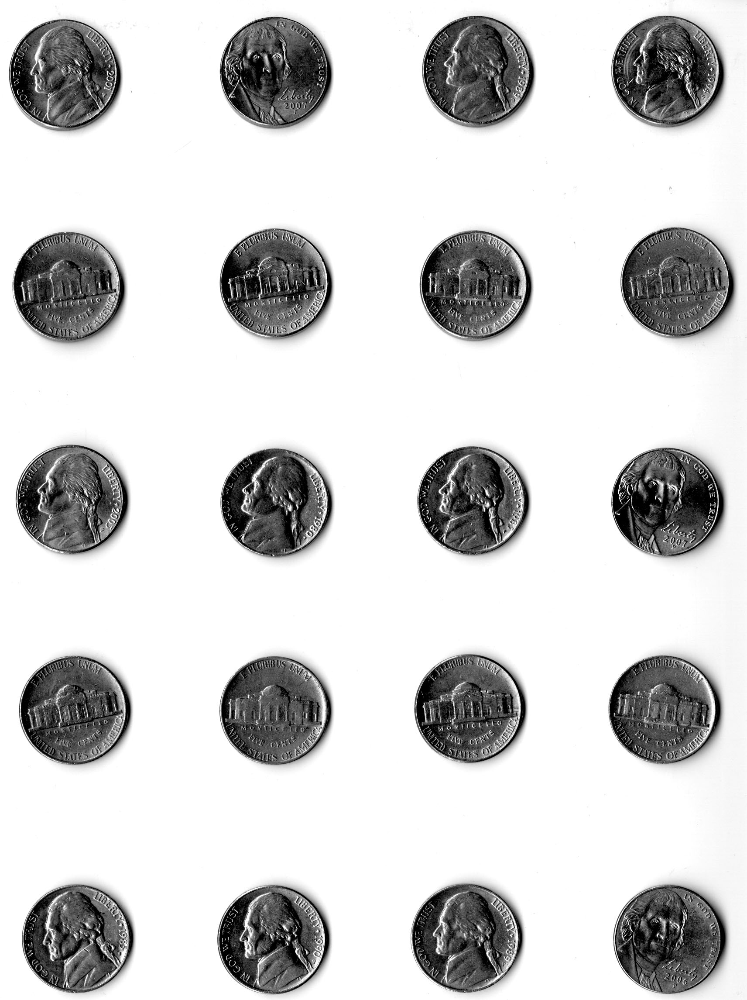 IN GOD WE TRUST LIBERTY · 2001 P
IN GOD WE TRUST
Liberty
2007
P
IN GOD WE TRUST LIBERTY · 1989 P
IN GOD WE TRUST LIBERTY · 1994 P
E PLURIBUS UNUM
MONTICELLO
FIVE CENTS
UNITED STATES OF AMERICA
E PLURIBUS UNUM
MONTICELLO
FIVE CENTS
UNITED STATES OF AMERICA
E PLURIBUS UNUM
MONTICELLO
FIVE CENTS
UNITED STATES OF AMERICA
E PLURIBUS UNUM
MONTICELLO
FIVE CENTS
UNITED STATES OF AMERICA
IN GOD WE TRUST LIBERTY · 2003 P
IN GOD WE TRUST LIBERTY · 1980
IN GOD WE TRUST LIBERTY · 1987 P
IN GOD WE TRUST
Liberty
2007
P
E PLURIBUS UNUM
MONTICELLO
FIVE CENTS
UNITED STATES OF AMERICA
E PLURIBUS UNUM
MONTICELLO
FIVE CENTS
UNITED STATES OF AMERICA
E PLURIBUS UNUM
MONTICELLO
FIVE CENTS
UNITED STATES OF AMERICA
E PLURIBUS UNUM
MONTICELLO
FIVE CENTS
UNITED STATES OF AMERICA
IN GOD WE TRUST LIBERTY
IN GOD WE TRUST LIBERTY · 1990 P
IN GOD WE TRUST LIBERTY · 1989 P
IN GOD WE TRUST
Liberty
2006
P